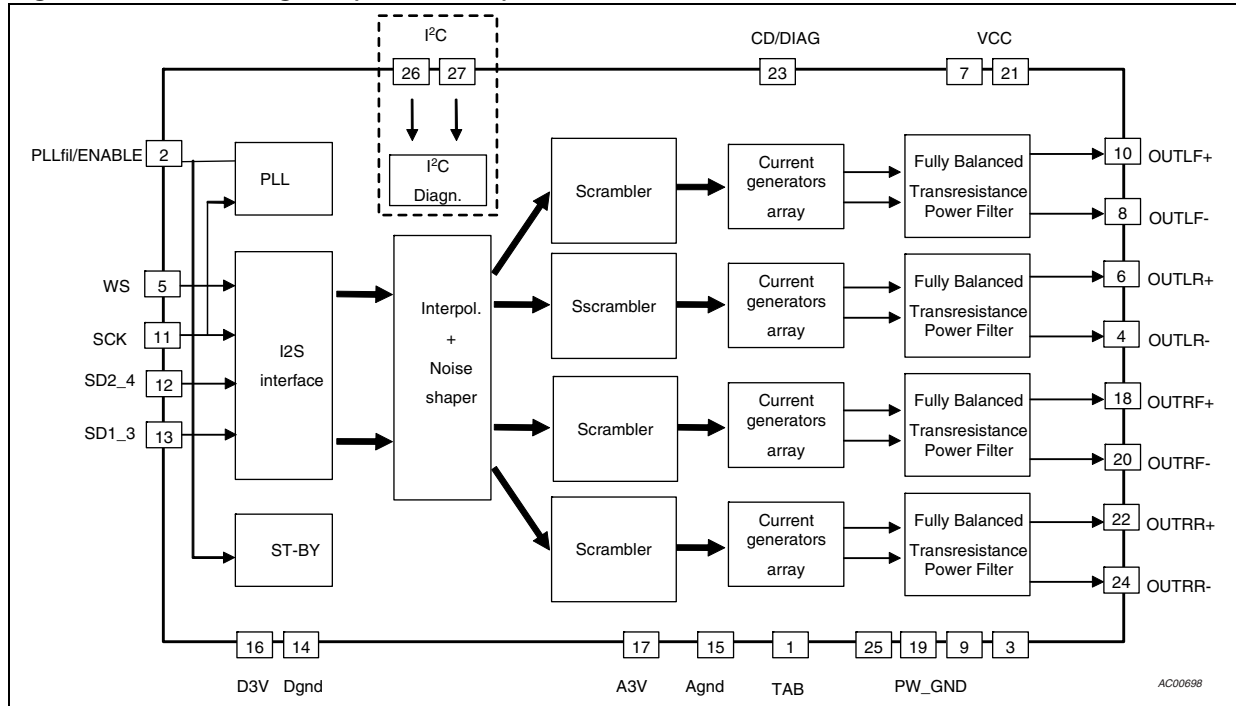 I²C
CD/DIAG
VCC
26
27
23
7
21
PLLfil/ENABLE
2
PLL
I²C
Diagn.
Scrambler
Current
generators
array
Fully Balanced
Transresistance
Power Filter
10
OUTLF+
8
OUTLF-
WS
5
SCK
11
SD2_4
12
SD1_3
13
I2S
interface
Interpol.
+
Noise
shaper
Sscrambler
Current
generators
array
Fully Balanced
Transresistance
Power Filter
6
OUTLR+
4
OUTLR-
Scrambler
Current
generators
array
Fully Balanced
Transresistance
Power Filter
18
OUTRF+
20
OUTRF-
ST-BY
Scrambler
Current
generators
array
Fully Balanced
Transresistance
Power Filter
22
OUTRR+
24
OUTRR-
16
14
17
15
1
25
19
9
3
D3V
Dgnd
A3V
Agnd
TAB
PW_GND
AC00698